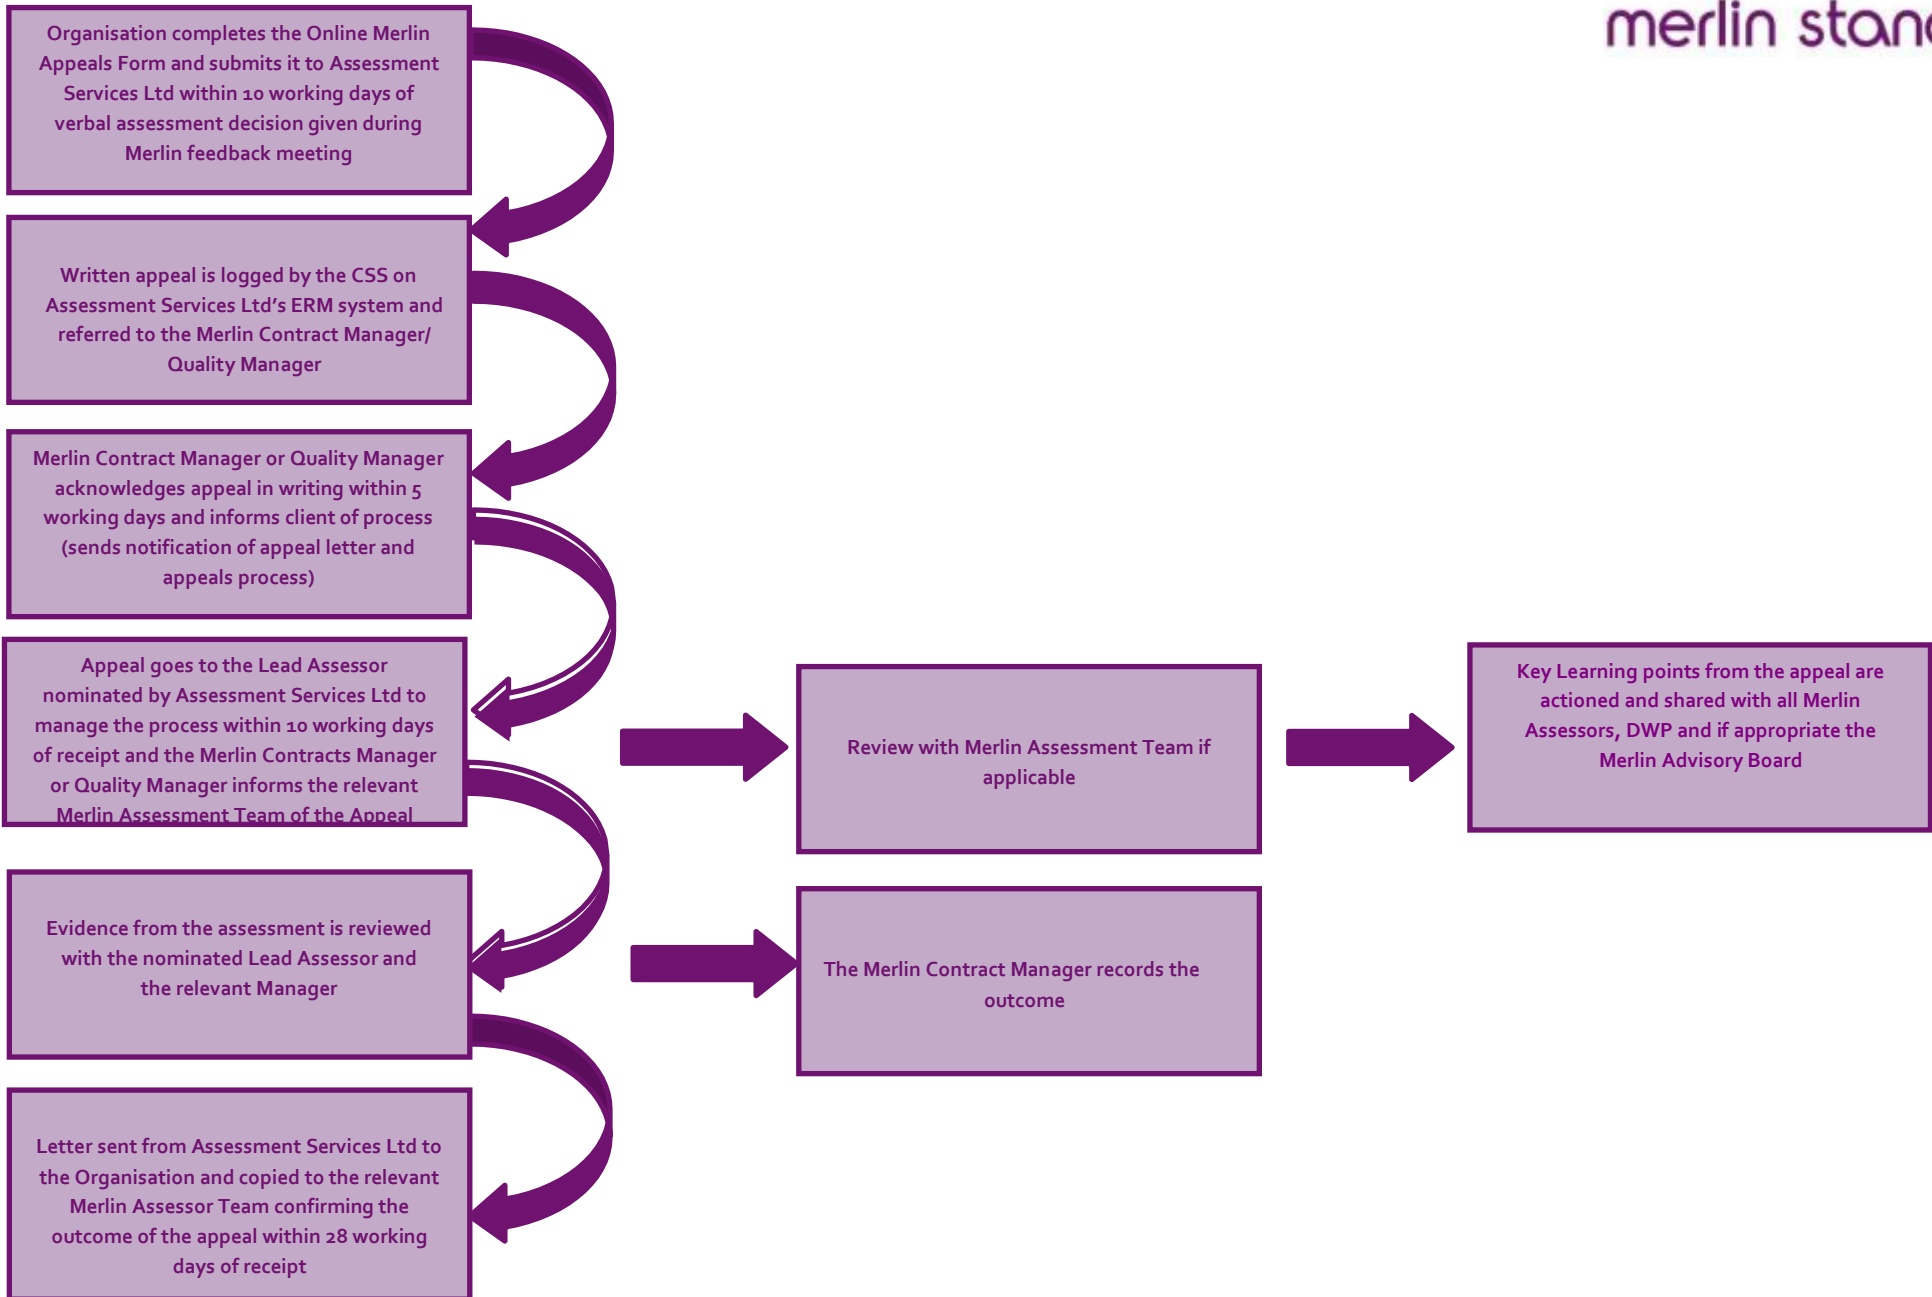 merlin
Organisation completes the Online Merlin
Appeals Form and submits it to Assessment
Services Ltd within 10 working days of
verbal assessment decision given during
Merlin feedback meeting
Written appeal is logged by the CSS on
Assessment Services Ltd’s ERM system and
referred to the Merlin Contract Manager/
Quality Manager
Merlin Contract Manager or Quality Manager
acknowledges appeal in writing within 5
working days and informs client of process
(sends notification of appeal letter and
appeals process)
Appeal goes to the Lead Assessor
nominated by Assessment Services Ltd to
manage the process within 10 working days
of receipt and the Merlin Contracts Manager
or Quality Manager informs the relevant
Merlin Assessment Team of the Appeal
Review with Merlin Assessment Team if
applicable
Key Learning points from the appeal are
actioned and shared with all Merlin
Assessors, DWP and if appropriate the
Merlin Advisory Board
Evidence from the assessment is reviewed
with the nominated Lead Assessor and
the relevant Manager
The Merlin Contract Manager records the
outcome
Letter sent from Assessment Services Ltd to
the Organisation and copied to the relevant
Merlin Assessor Team confirming the
outcome of the appeal within 28 working
days of receipt